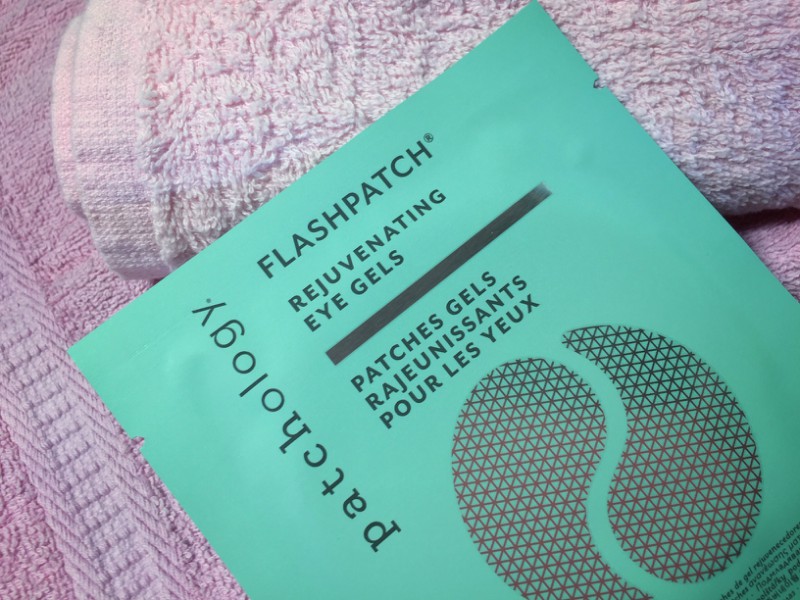 FLASHPATCH®
REJUVENATING
EYE GELS
PATCHES GELS
RAJEUNISSANTS
POUR LES YEUX
patchology®